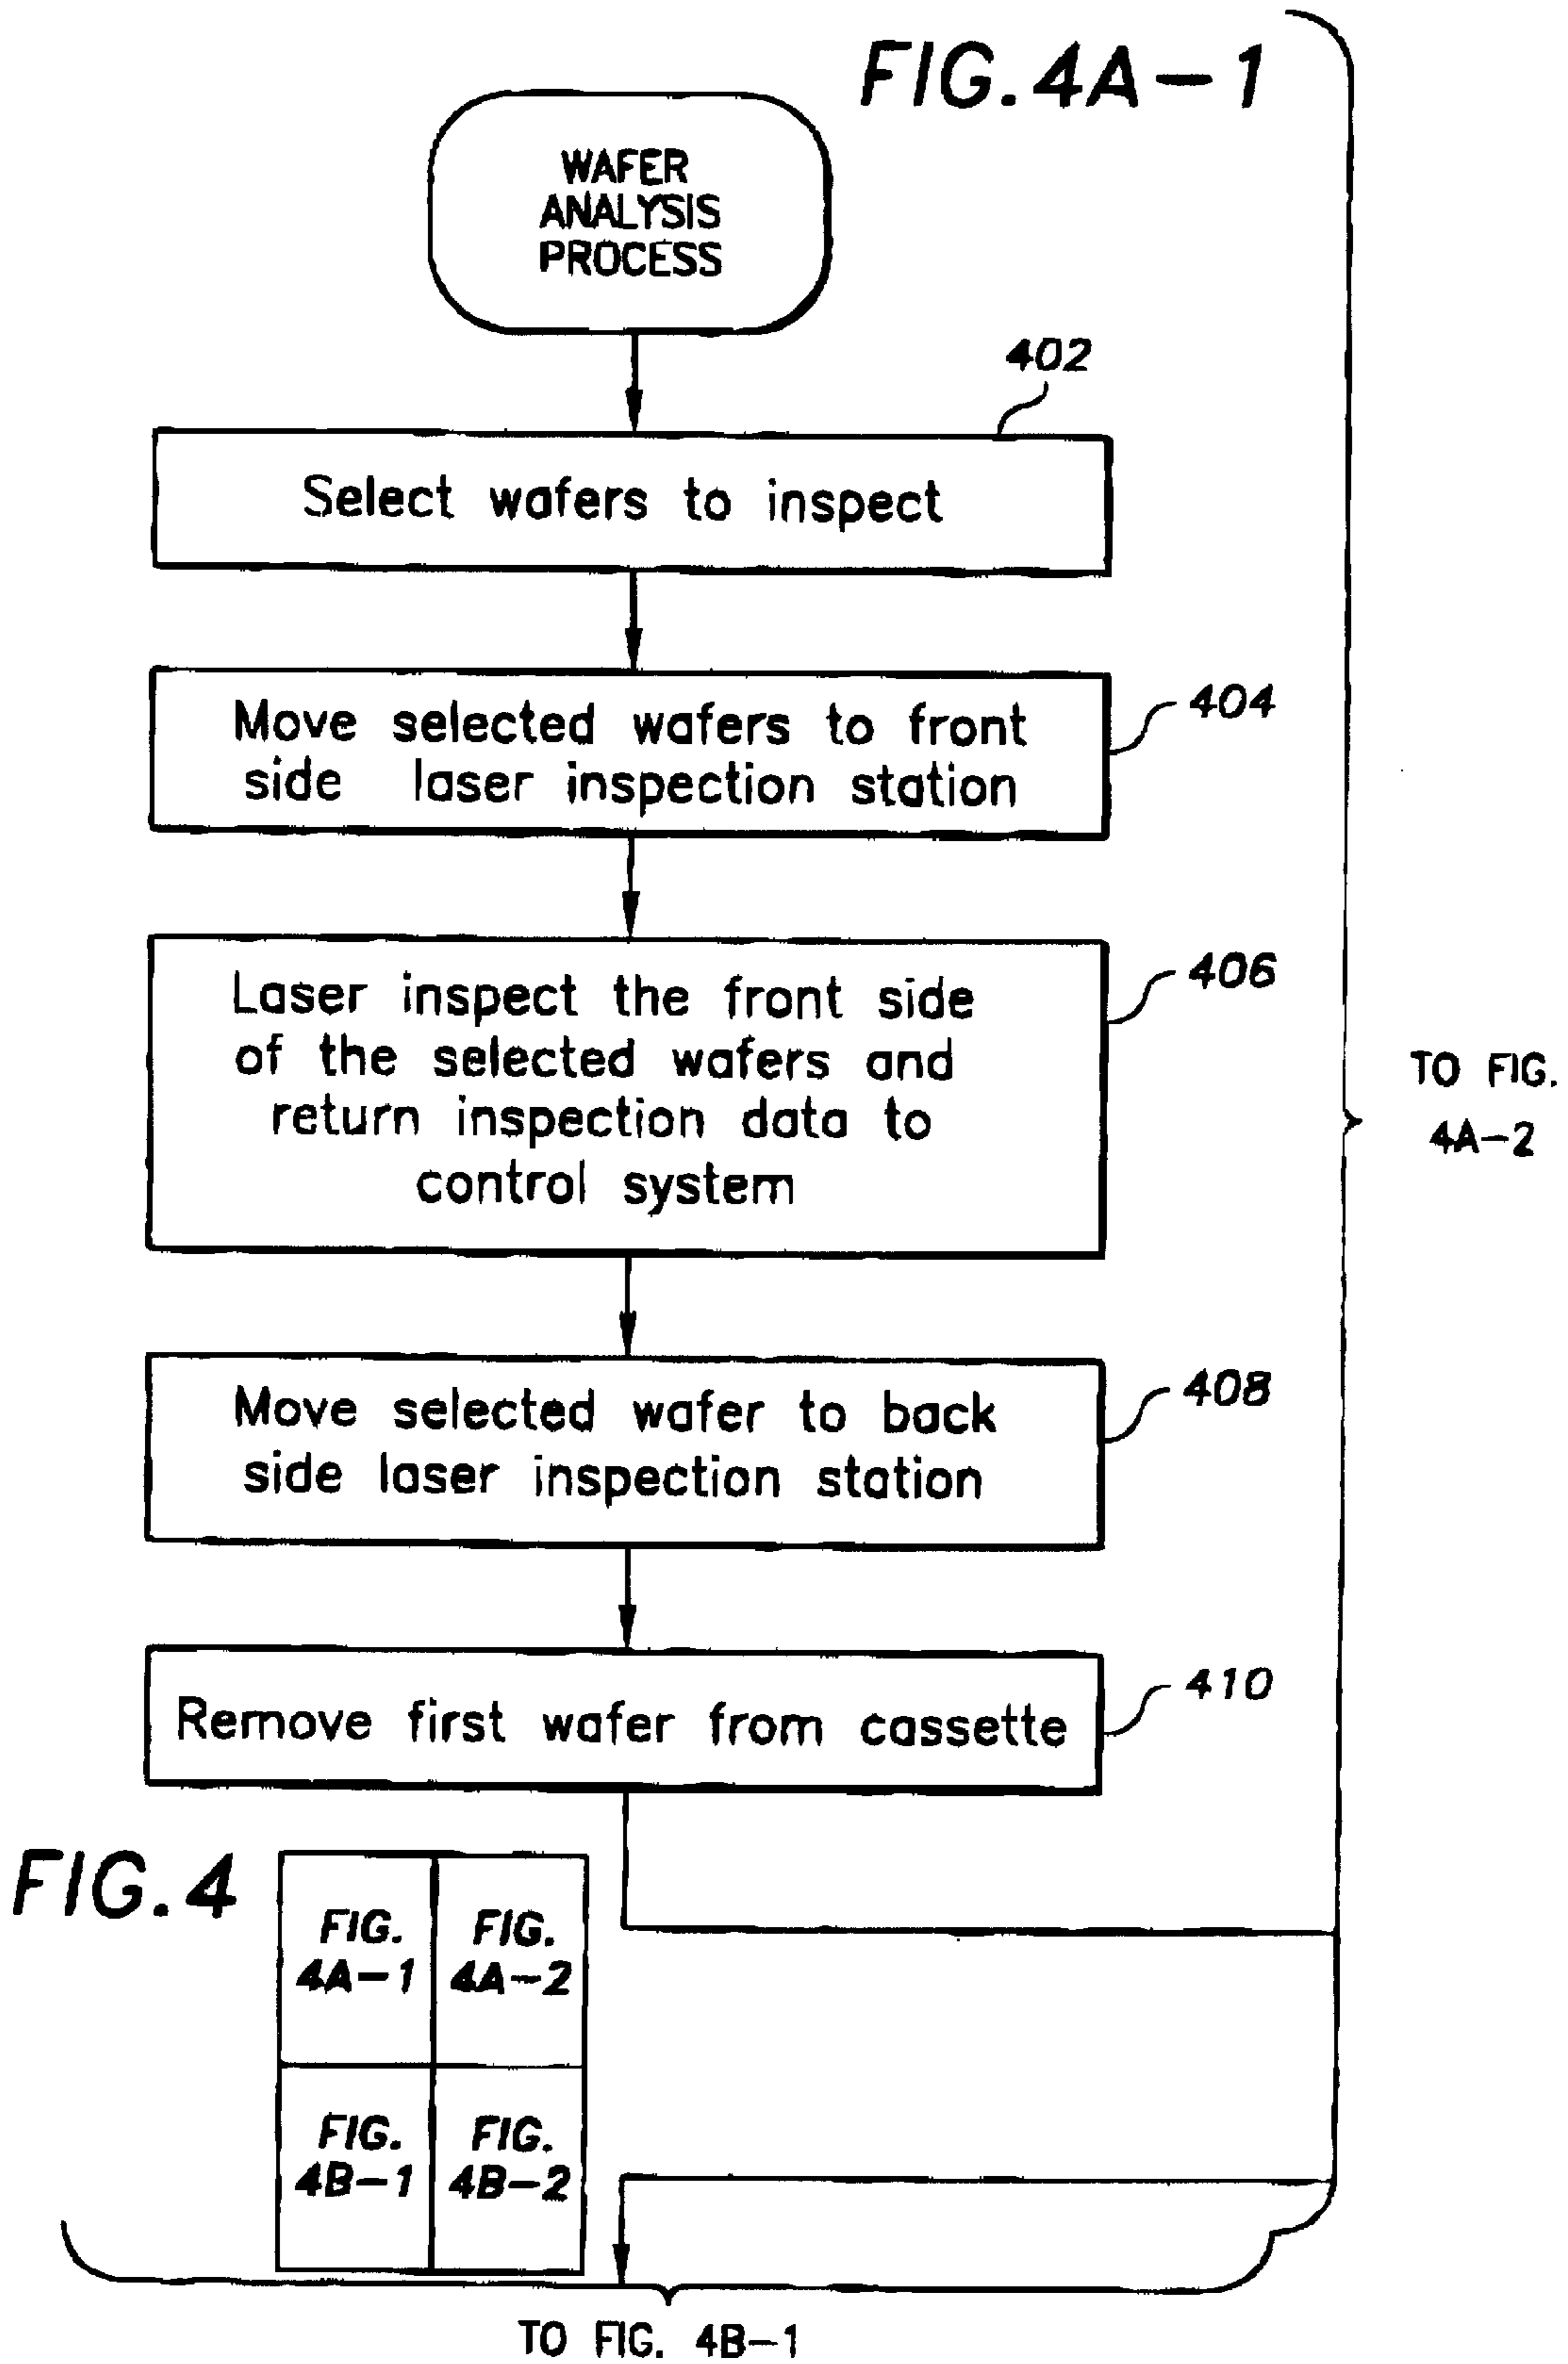 FIG. 4A-1
WAFER
ANALYSIS
PROCESS
402
Select wafers to inspect
404
Move selected wafers to front
side laser inspection station
406
Laser inspect the front side
of the selected wafers and
return inspection data to
control system
TO FIG.
4A-2
408
Move selected wafer to back
side laser inspection station
410
Remove first wafer from cassette
FIG. 4
FIG.
4A-1
FIG.
4A-2
FIG.
4B-1
FIG.
4B-2
TO FIG. 4B-1